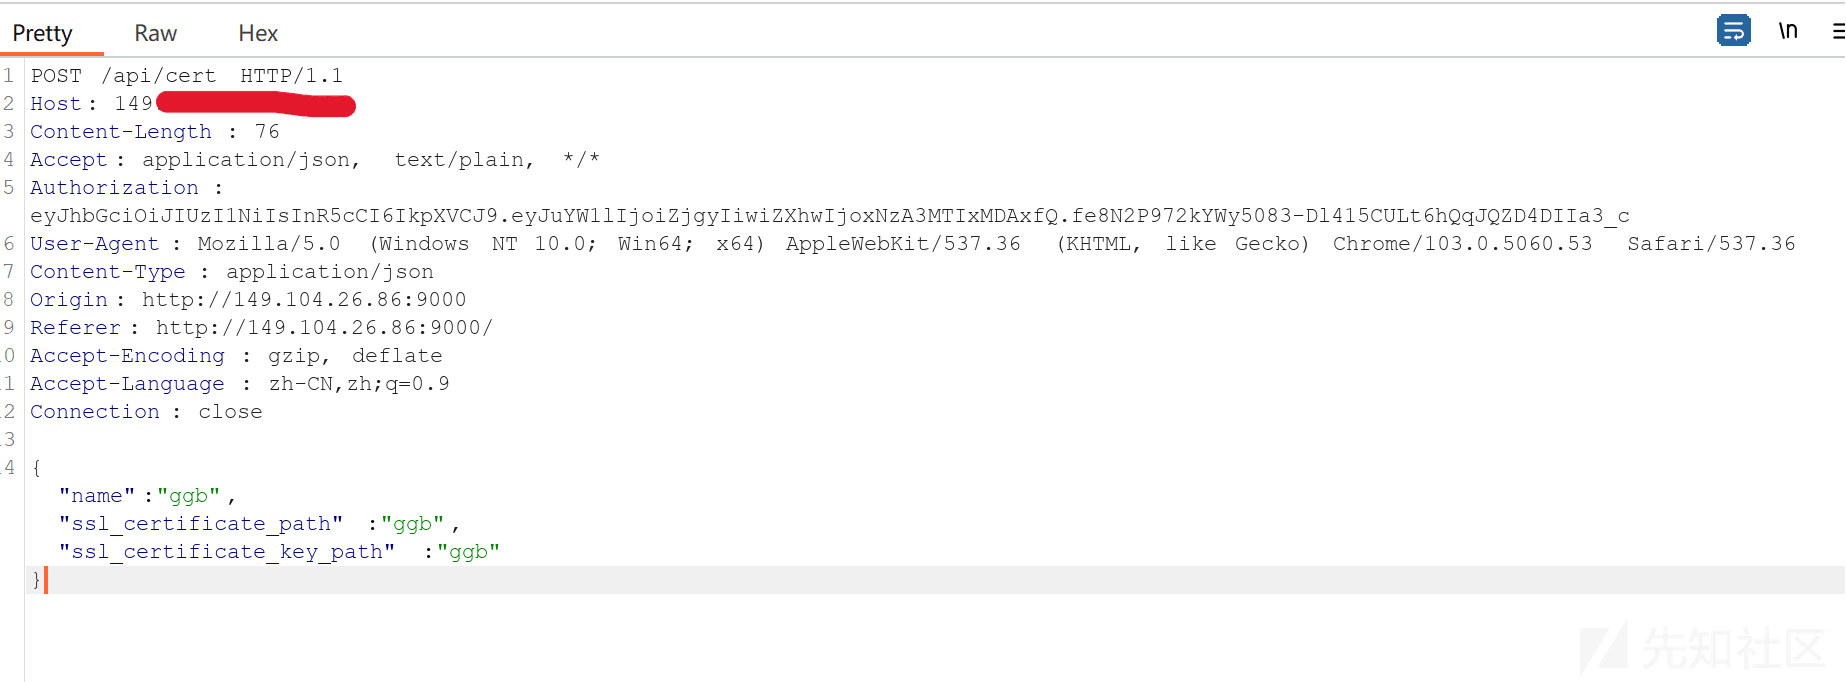 Pretty Raw Hex \n
1 POST /api/cert HTTP/1.1
2 Host: 149
3 Content-Length: 76
4 Accept: application/json, text/plain, */*
5 Authorization:
eyJhbGciOiJIUzI1NiIsInR5cCI6IkpXVCJ9.eyJuYW1lIjoiZjgyIiwiZXhwIjoxNzA3MTIxMDAxfQ.fe8N2P972kYWy5083-Dl415CULt6hQqJQZD4DIIa3_c
6 User-Agent: Mozilla/5.0 (Windows NT 10.0; Win64; x64) AppleWebKit/537.36 (KHTML, like Gecko) Chrome/103.0.5060.53 Safari/537.36
7 Content-Type: application/json
8 Origin: http://149.104.26.86:9000
9 Referer: http://149.104.26.86:9000/
0 Accept-Encoding: gzip, deflate
1 Accept-Language: zh-CN,zh;q=0.9
2 Connection: close
3
4 {
"name":"ggb",
"ssl_certificate_path":"ggb",
"ssl_certificate_key_path":"ggb"
}
先知社区